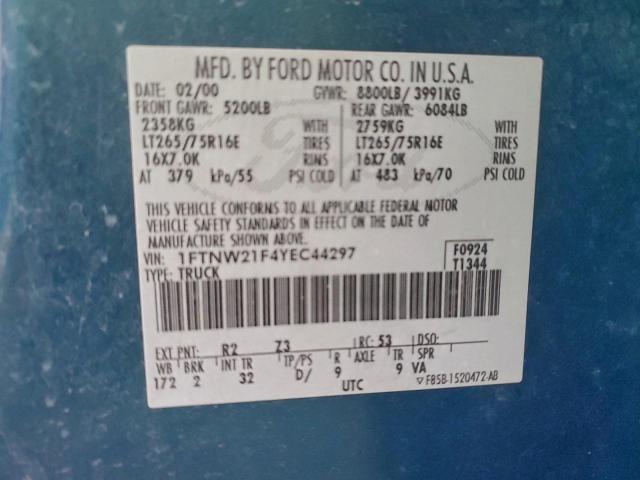 MFD. BY FORD MOTOR CO. IN U.S.A.
DATE: 02/00 GVWR: 8800LB/3991KG
FRONT GAWR: 5200LB REAR GAWR: 6084LB
2358KG WITH 2759KG WITH
LT265/75R16E TIRES LT265/75R16E TIRES
16X7.0K RIMS 16X7.0K RIMS
AT 379 kPa/55 PSI COLD AT 483 kPa/70 PSI COLD
THIS VEHICLE CONFORMS TO ALL APPLICABLE FEDERAL MOTOR
VEHICLE SAFETY STANDARDS IN EFFECT ON THE DATE OF
MANUFACTURE SHOWN ABOVE.
VIN: 1FTNW21F4YEC44297 F0924
TYPE: TRUCK T1344
EXT PNT: R2 Z3 RC: 53 DSO:
WB BRK INT TR TP/PS R AXLE TR SPR
172 2 32 D/ 9 9 VA
UTC ▽F85B-1520472-AB
Ford